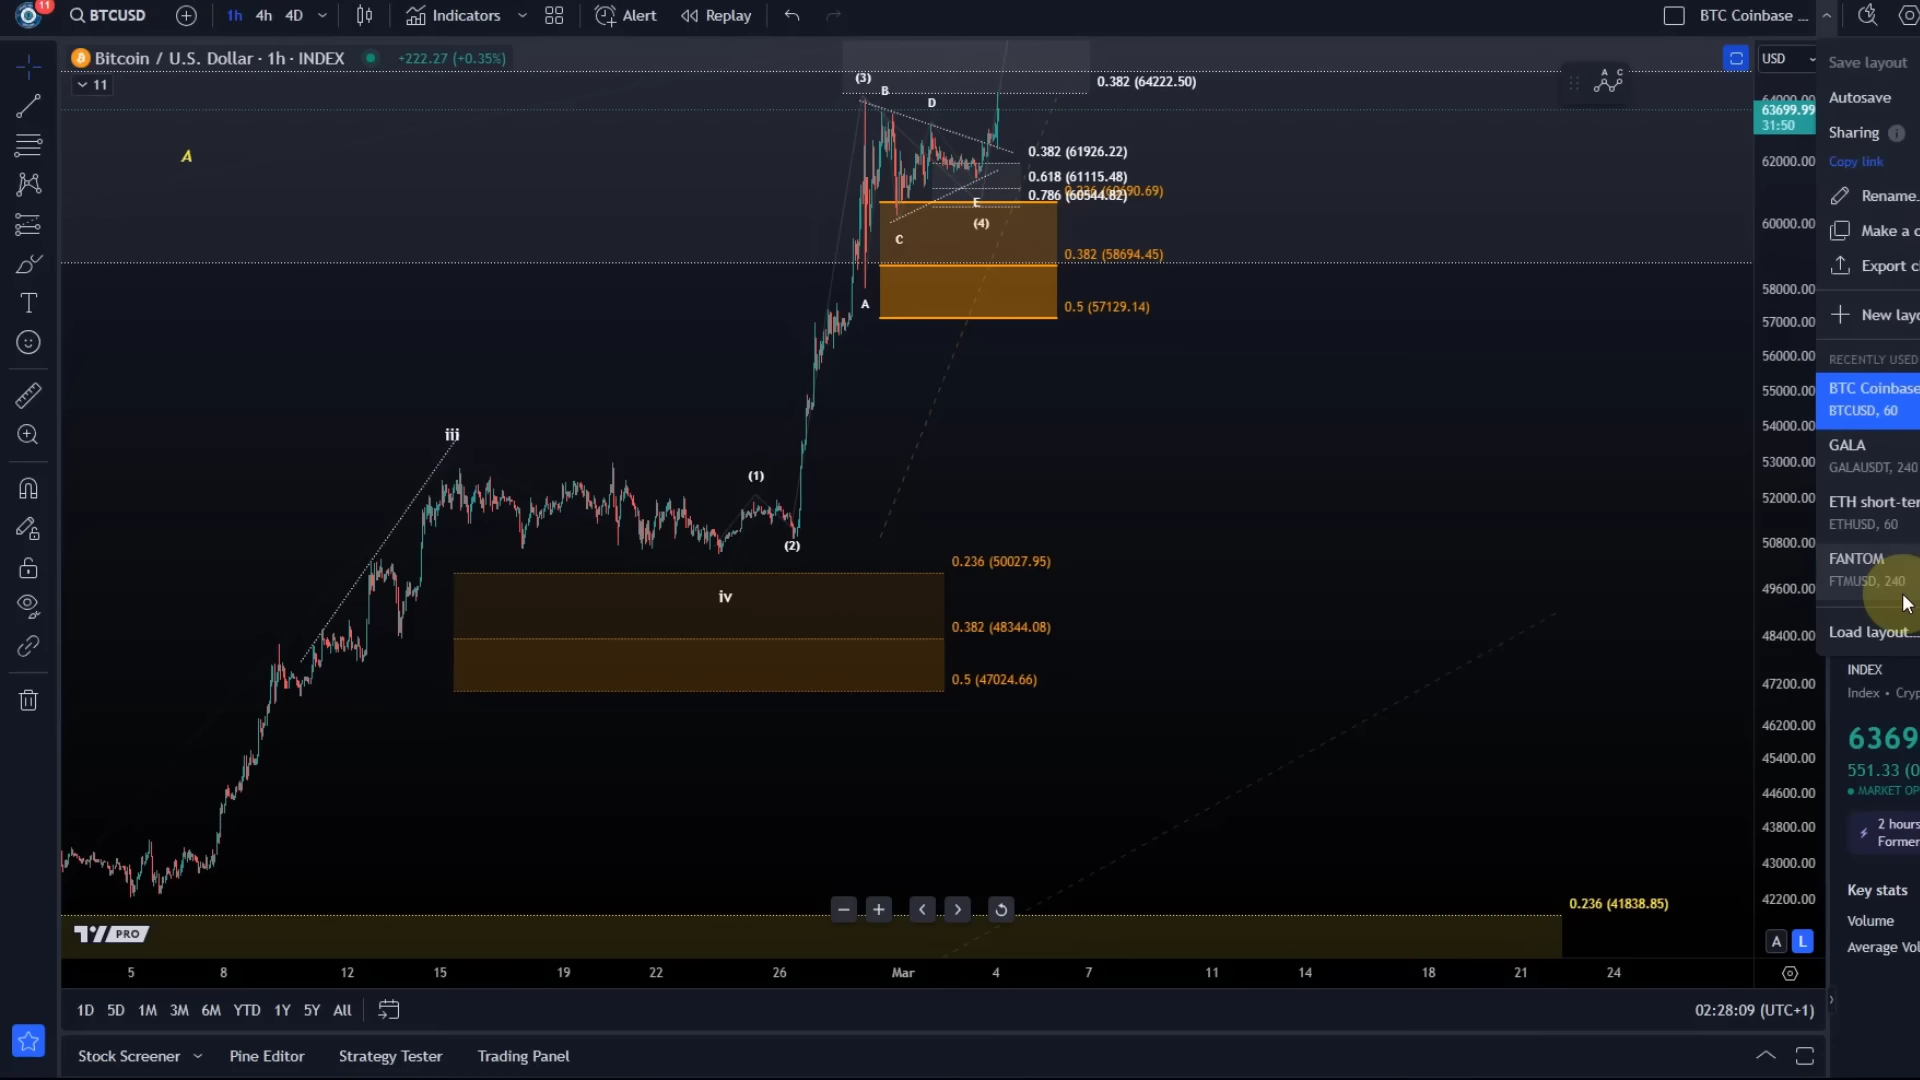 11
BTCUSD
1h
4h
4D
Indicators
Alert
Replay
BTC Coinbase ...
Bitcoin / U.S. Dollar · 1h · INDEX
+222.27 (+0.35%)
11
USD
Save layout
Autosave
Sharing
Copy link
Rename..
Make a c
Export c
New layo
RECENTLY USED
BTC Coinbase
BTCUSD, 60
GALA
GALAUSDT, 240
ETH short-ter
ETHUSD, 60
FANTOM
FTMUSD, 240
Load layout...
A C
(3)
B
D
0.382 (64222.50)
A
0.382 (61926.22)
0.618 (61115.48)
0.786 (60544.82)
E
(4)
C
0.382 (58694.45)
A
0.5 (57129.14)
iii
(1)
(2)
0.236 (50027.95)
iv
0.382 (48344.08)
0.5 (47024.66)
0.236 (41838.85)
64000.00
63699.99
31:50
62000.00
60000.00
58000.00
57000.00
56000.00
55000.00
54000.00
53000.00
52000.00
50800.00
49600.00
48400.00
47200.00
46200.00
45400.00
44600.00
43800.00
43000.00
42200.00
A
L
INDEX
Index • Cryp
6369
551.33 (0
MARKET OP
2 hours
Former
Key stats
Volume
Average Vol
TV PRO
5
8
12
15
19
22
26
Mar
4
7
11
14
18
21
24
1D
5D
1M
3M
6M
YTD
1Y
5Y
All
02:28:09 (UTC+1)
Stock Screener
Pine Editor
Strategy Tester
Trading Panel